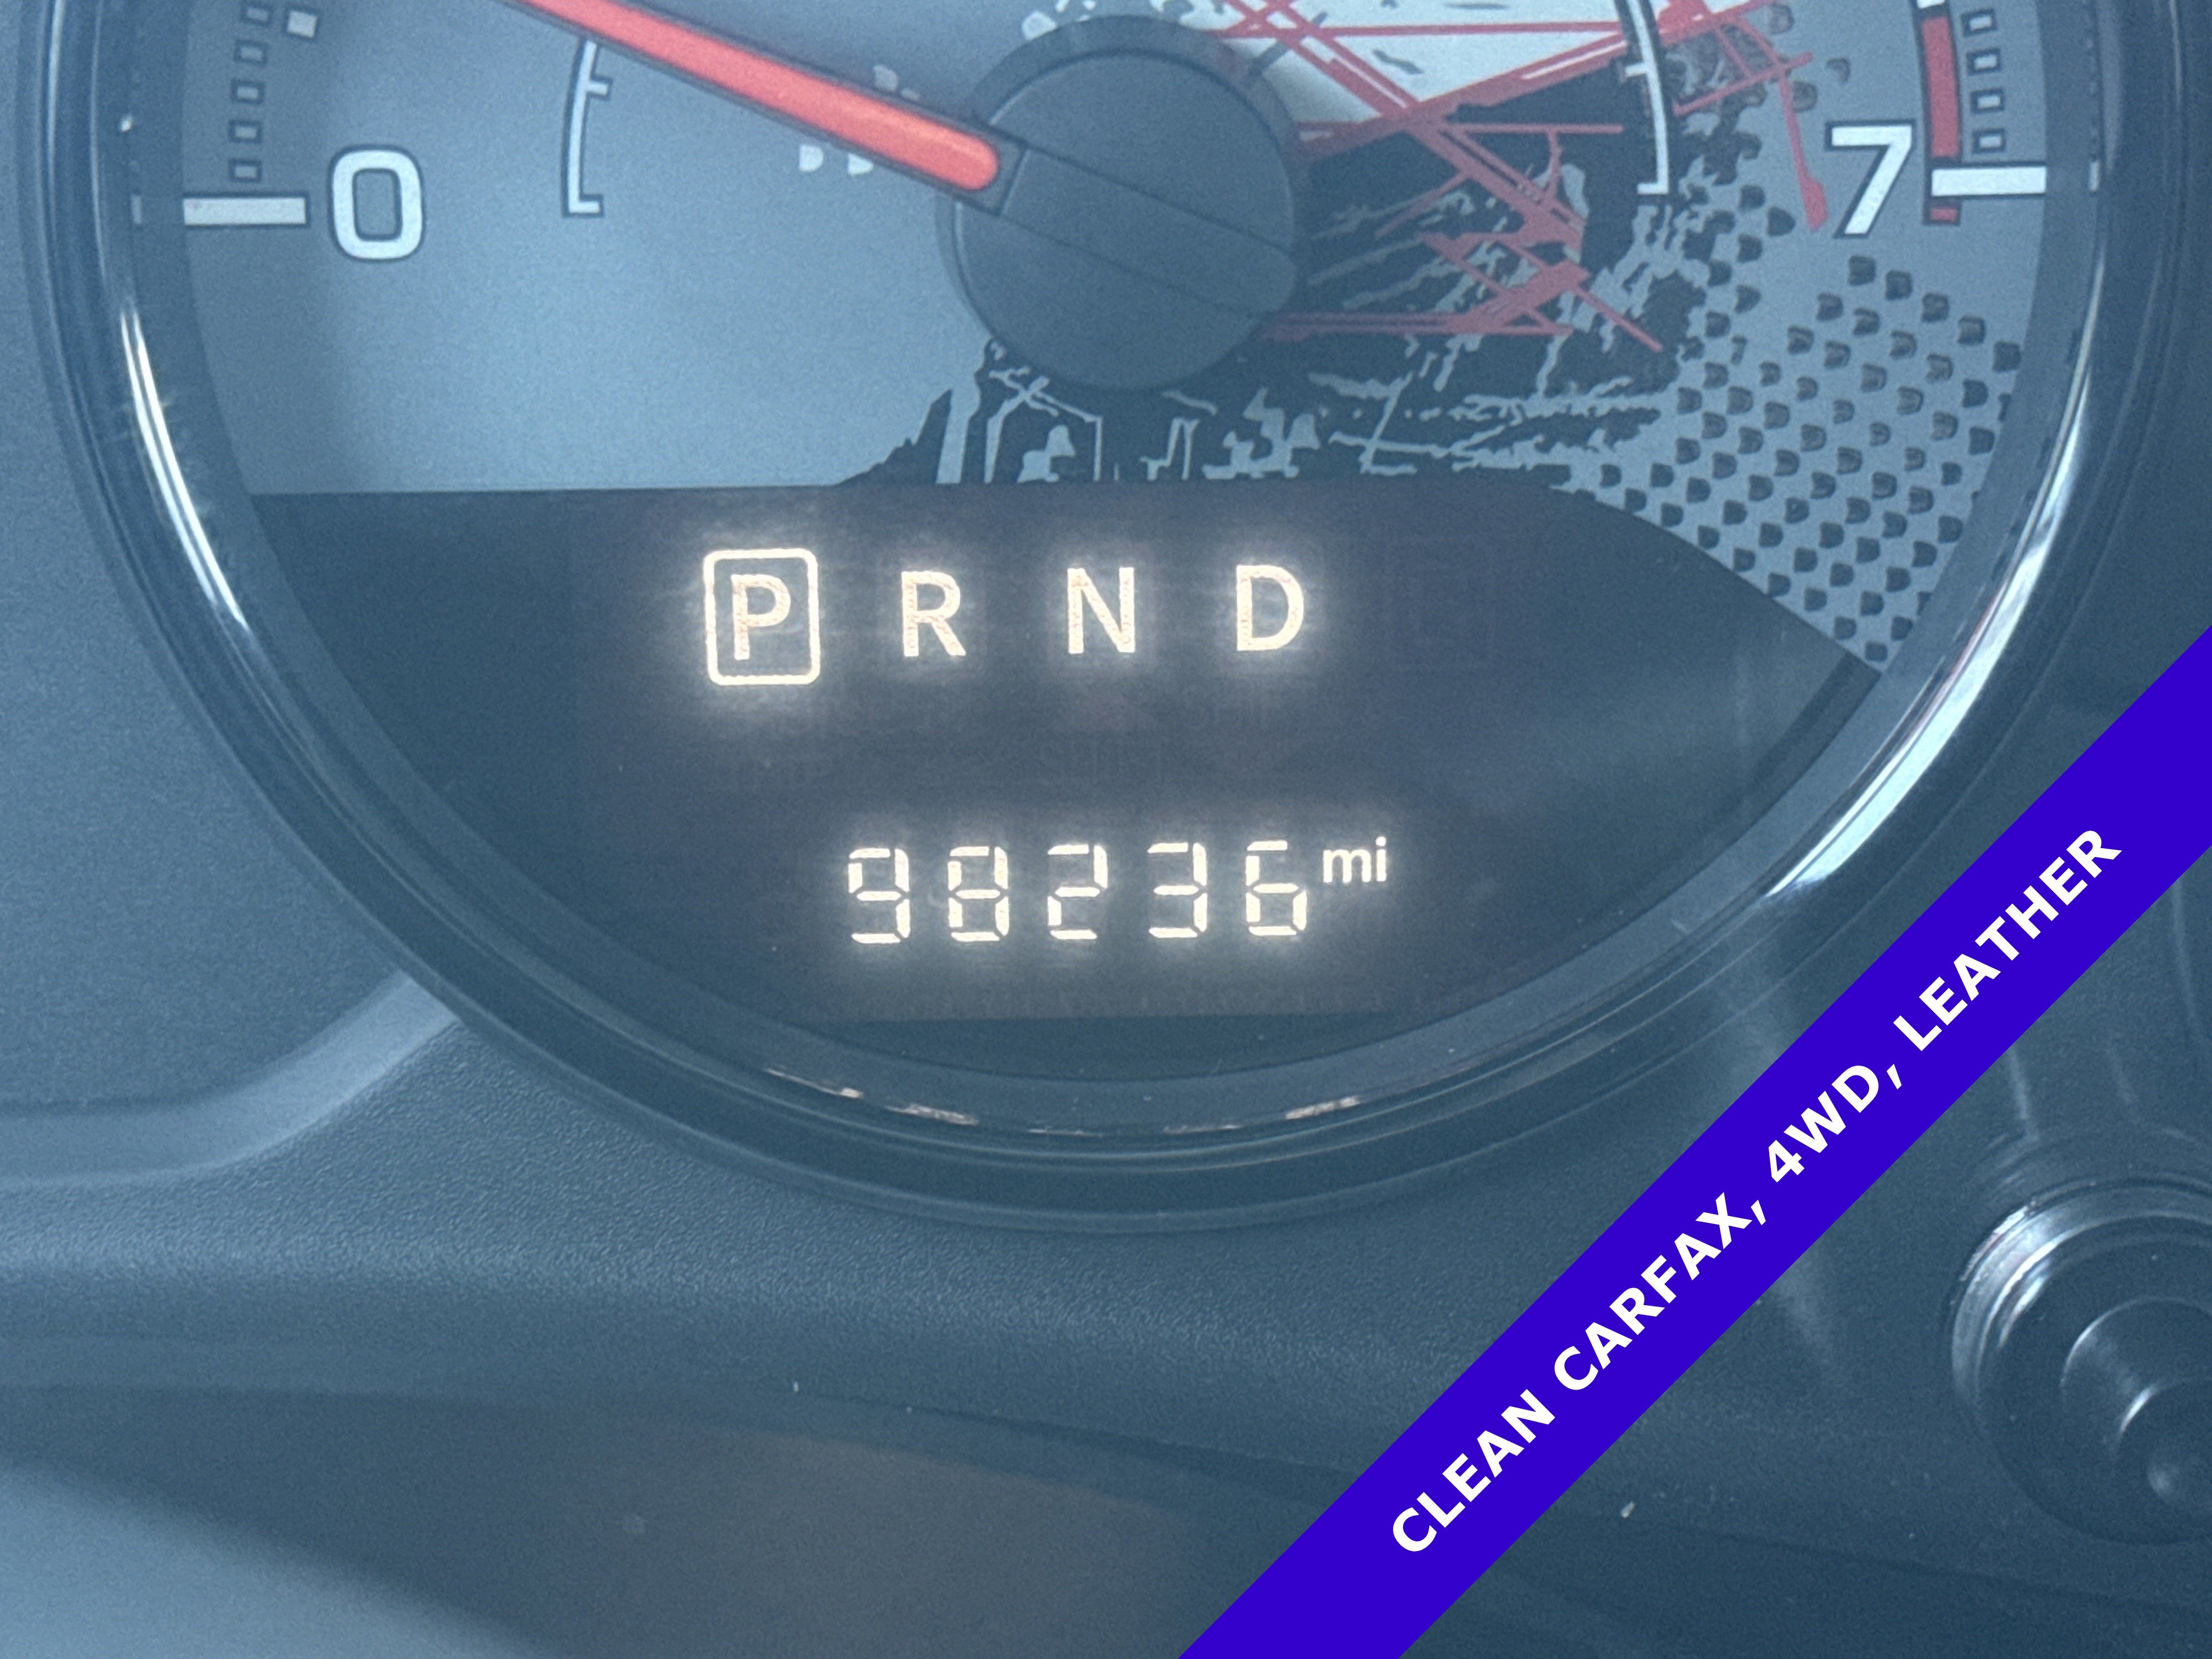 0
7
P R N D
98236 mi
CLEAN CARFAX, 4WD, LEATHER